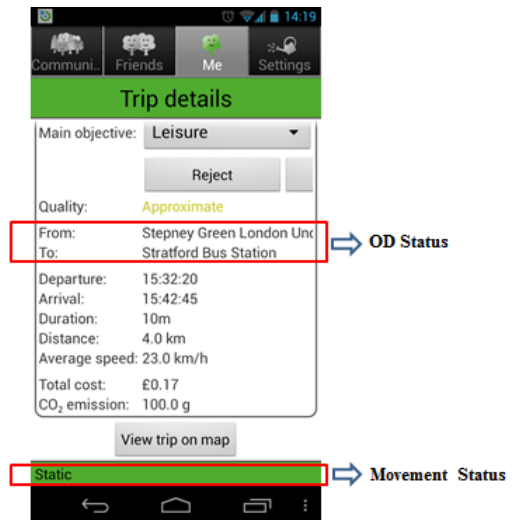 14:19
Communi..
Friends
Me
Settings
Trip details
Main objective: Leisure
Reject
Quality: Approximate
From: Stepney Green London Und
To: Stratford Bus Station
OD Status
Departure: 15:32:20
Arrival: 15:42:45
Duration: 10m
Distance: 4.0 km
Average speed: 23.0 km/h
Total cost: £0.17
CO₂ emission: 100.0 g
View trip on map
Static
Movement Status